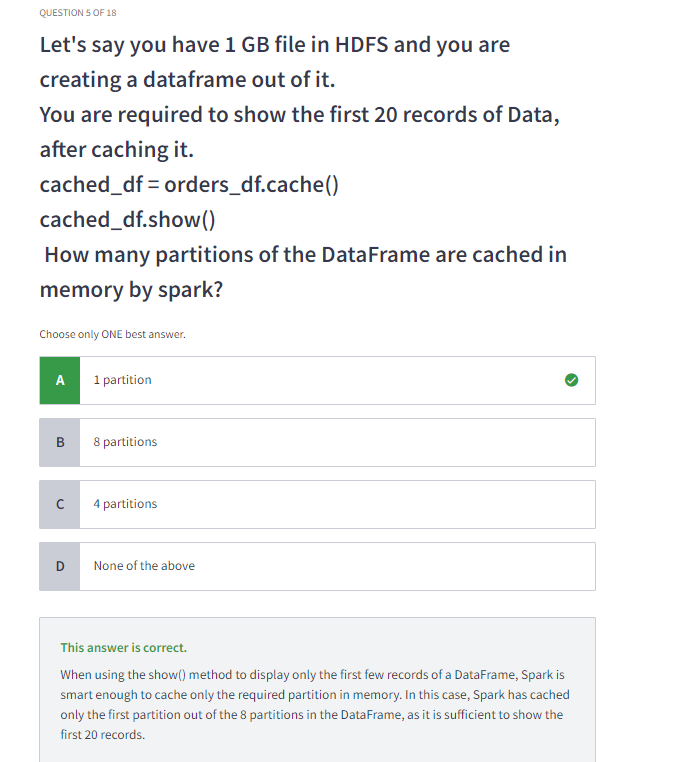 QUESTION 5 OF 18
Let's say you have 1 GB file in HDFS and you are
creating a dataframe out of it.
You are required to show the first 20 records of Data,
after caching it.
cached_df = orders_df.cache()
cached_df.show()
How many partitions of the DataFrame are cached in
memory by spark?
Choose only ONE best answer.
A 1 partition
B 8 partitions
C 4 partitions
D None of the above
This answer is correct.
When using the show() method to display only the first few records of a DataFrame, Spark is
smart enough to cache only the required partition in memory. In this case, Spark has cached
only the first partition out of the 8 partitions in the DataFrame, as it is sufficient to show the
first 20 records.